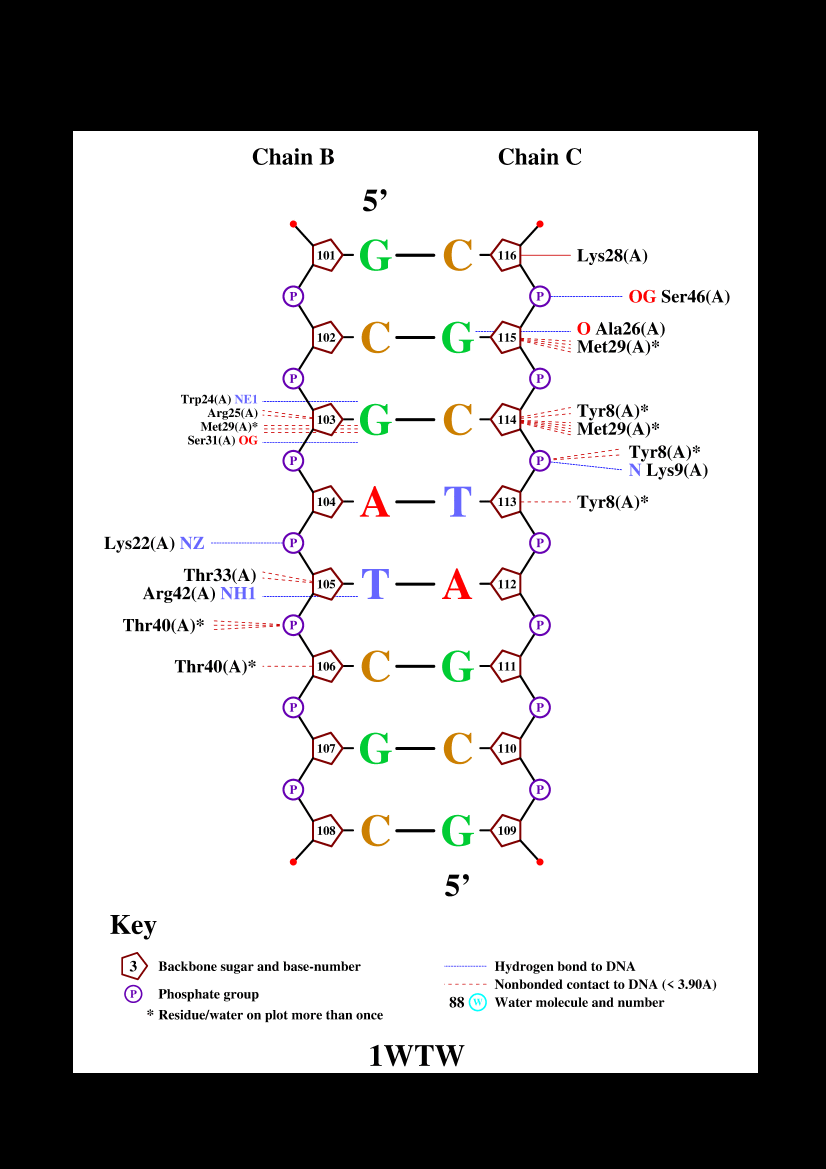 Chain B Chain C
5’
101 G C 116 Lys28(A)
P P OG Ser46(A)
102 C G 115 O Ala26(A)
Met29(A)*
P P
Trp24(A) NE1
Arg25(A) 103 G C 114 Tyr8(A)*
Met29(A)* Met29(A)*
Ser31(A) OG
P P Tyr8(A)*
N Lys9(A)
104 A T 113 Tyr8(A)*
Lys22(A) NZ P P
Thr33(A) 105 T A 112
Arg42(A) NH1
Thr40(A)* P P
Thr40(A)* 106 C G 111
P P
107 G C 110
P P
108 C G 109
5’
Key
3 Backbone sugar and base-number
P Phosphate group
* Residue/water on plot more than once
Hydrogen bond to DNA
Nonbonded contact to DNA (< 3.90A)
88 W Water molecule and number
1WTW